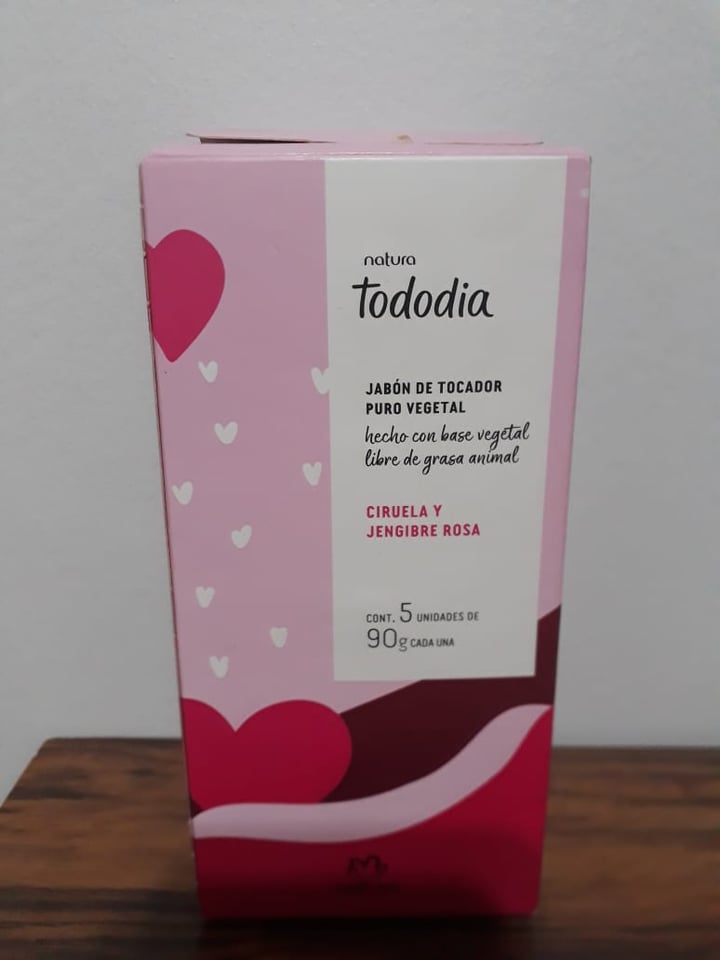 natura
Tododia
JABÓN DE TOCADOR
PURO VEGETAL
hecho con base vegetal
libre de grasa animal
CIRUELA Y
JENGIBRE ROSA
CONT. 5 UNIDADES DE
90g CADA UNA